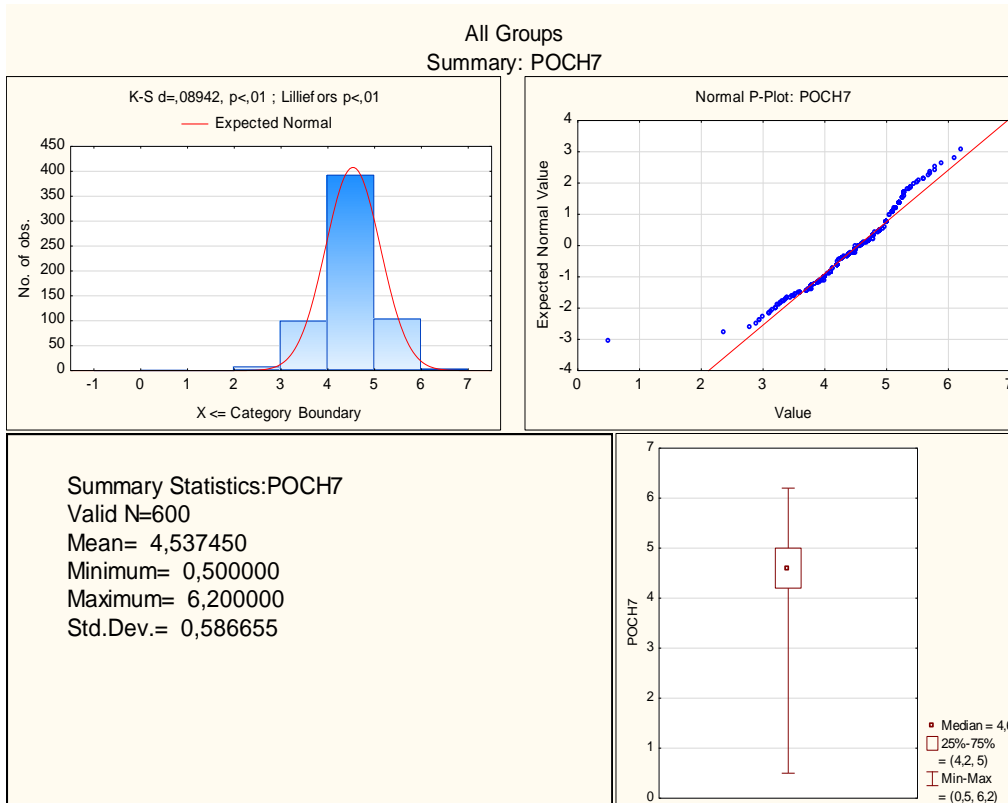 All Groups
Summary: POCH7
K-S d=,08942, p<,01 ; Lilliefors p<,01
Expected Normal
450
400
350
300
250
200
150
100
50
0
No. of obs.
-1 0 1 2 3 4 5 6 7
X <= Category Boundary
Normal P-Plot: POCH7
4
3
2
1
0
-1
-2
-3
-4
Expected Normal Value
0 1 2 3 4 5 6 7
Value
Summary Statistics:POCH7
Valid N=600
Mean= 4,537450
Minimum= 0,500000
Maximum= 6,200000
Std.Dev.= 0,586655
7
6
5
4
3
2
1
0
POCH7
Median = 4,6
25%-75%
= (4,2, 5)
Min-Max
= (0,5, 6,2)